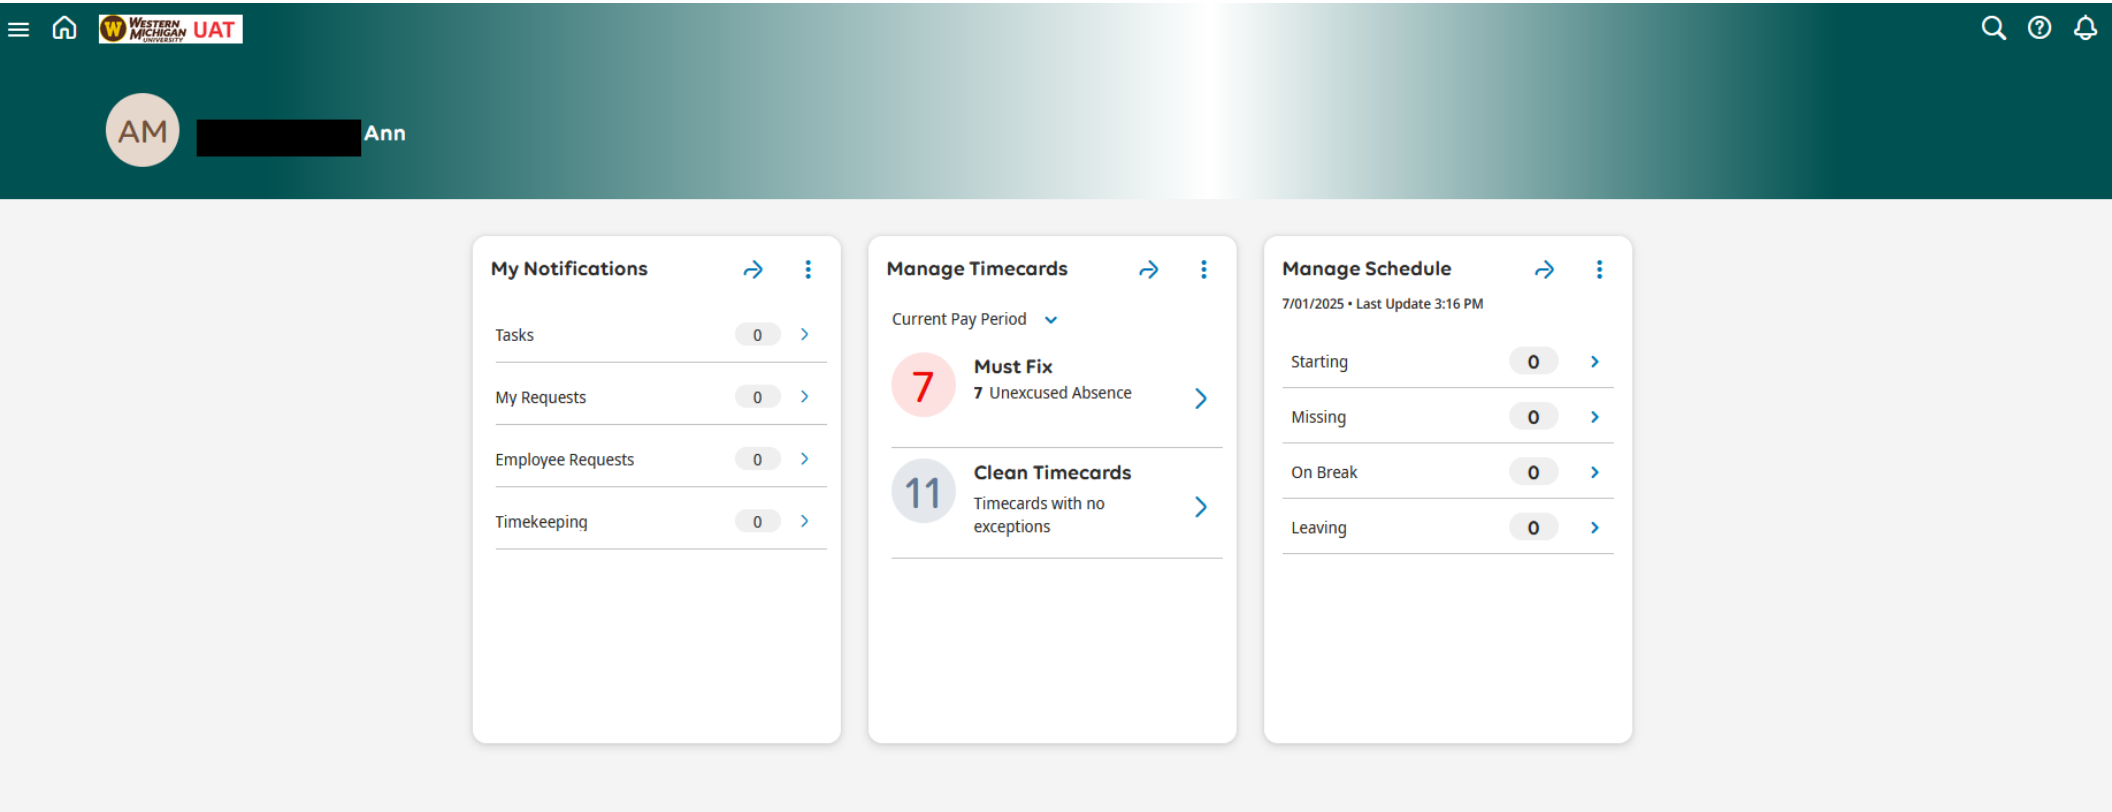 W WESTERN MICHIGAN UNIVERSITY UAT
AM Ann
My Notifications
Tasks 0
My Requests 0
Employee Requests 0
Timekeeping 0
Manage Timecards
Current Pay Period
7 Must Fix
7 Unexcused Absence
11 Clean Timecards
Timecards with no
exceptions
Manage Schedule
7/01/2025 • Last Update 3:16 PM
Starting 0
Missing 0
On Break 0
Leaving 0